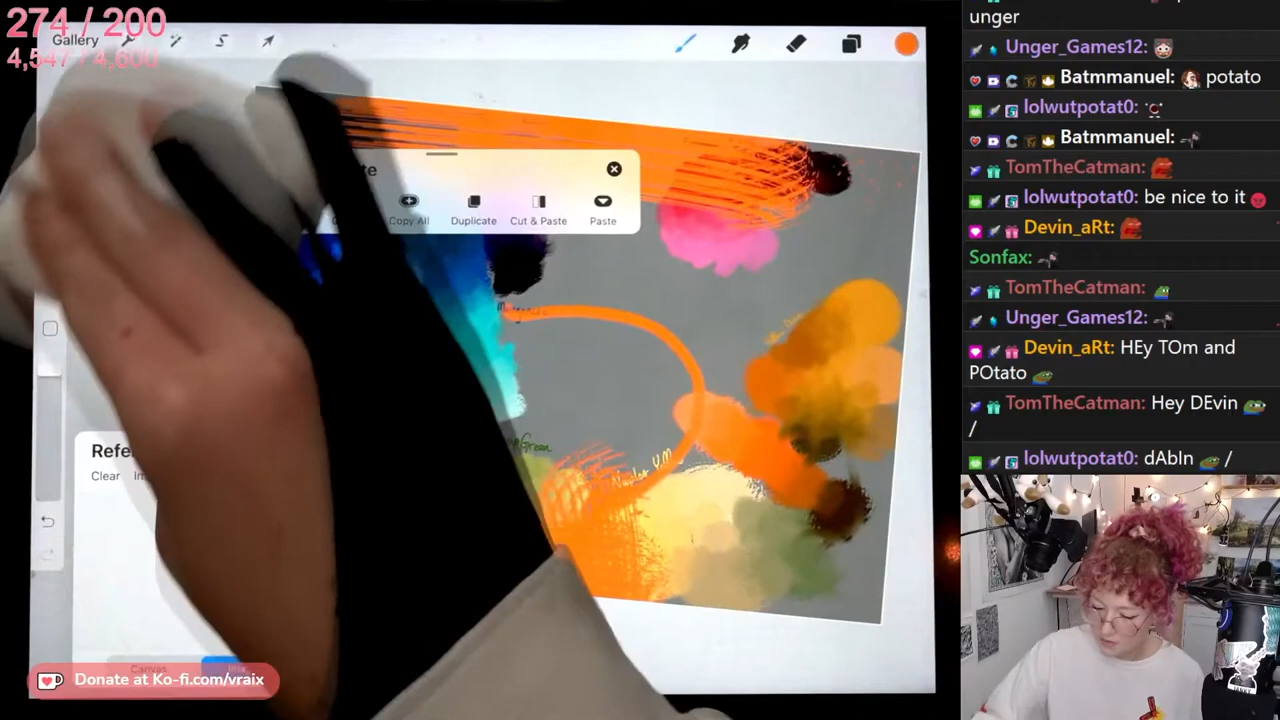 274 / 200
4,547 / 4,600
Gallery
Copy All
Duplicate
Cut & Paste
Paste
Green
Clear
Canvas
Donate at Ko-fi.com/vraix
unger
Unger_Games12:
Batmmanuel: potato
lolwutpotat0:
Batmmanuel:
TomTheCatman:
lolwutpotat0: be nice to it
Devin_aRt:
Sonfax:
TomTheCatman:
Unger_Games12:
Devin_aRt: HEy TOm and
POtato
TomTheCatman: Hey DEvin
/
lolwutpotat0: dAbIn /